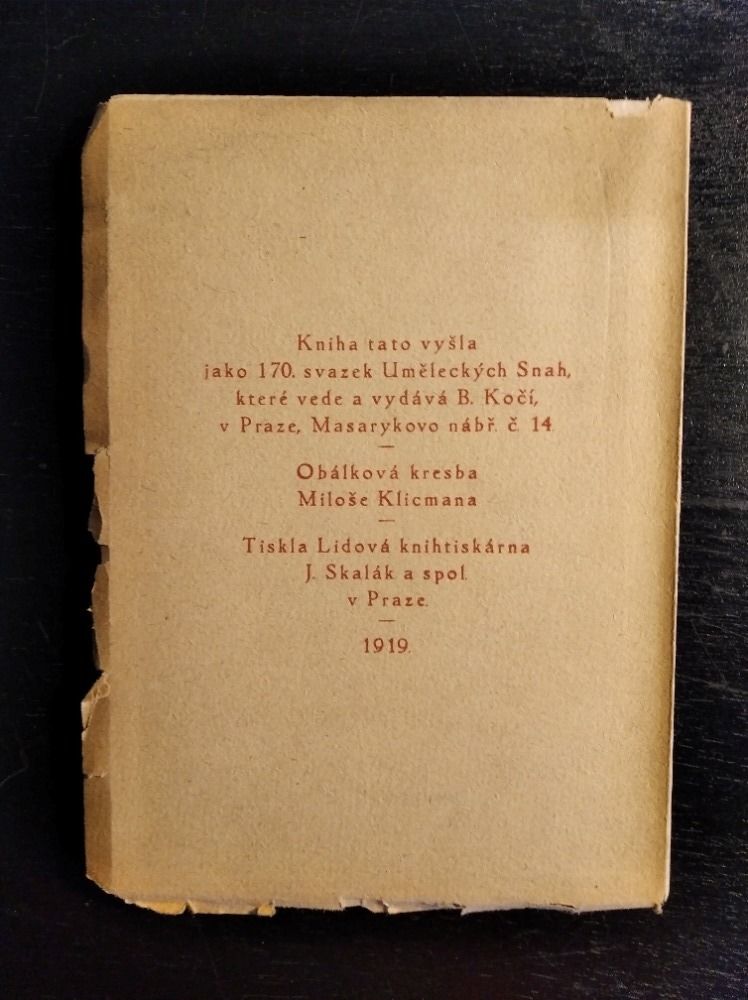 Kniha tato vyšla
jako 170. svazek Uměleckých Snah,
které vede a vydává B. Kočí,
v Praze, Masarykovo nábř. č. 14.
Obálková kresba
Miloše Klicmana
Tiskla Lidová knihtiskárna
J. Skalák a spol.
v Praze.
1919.